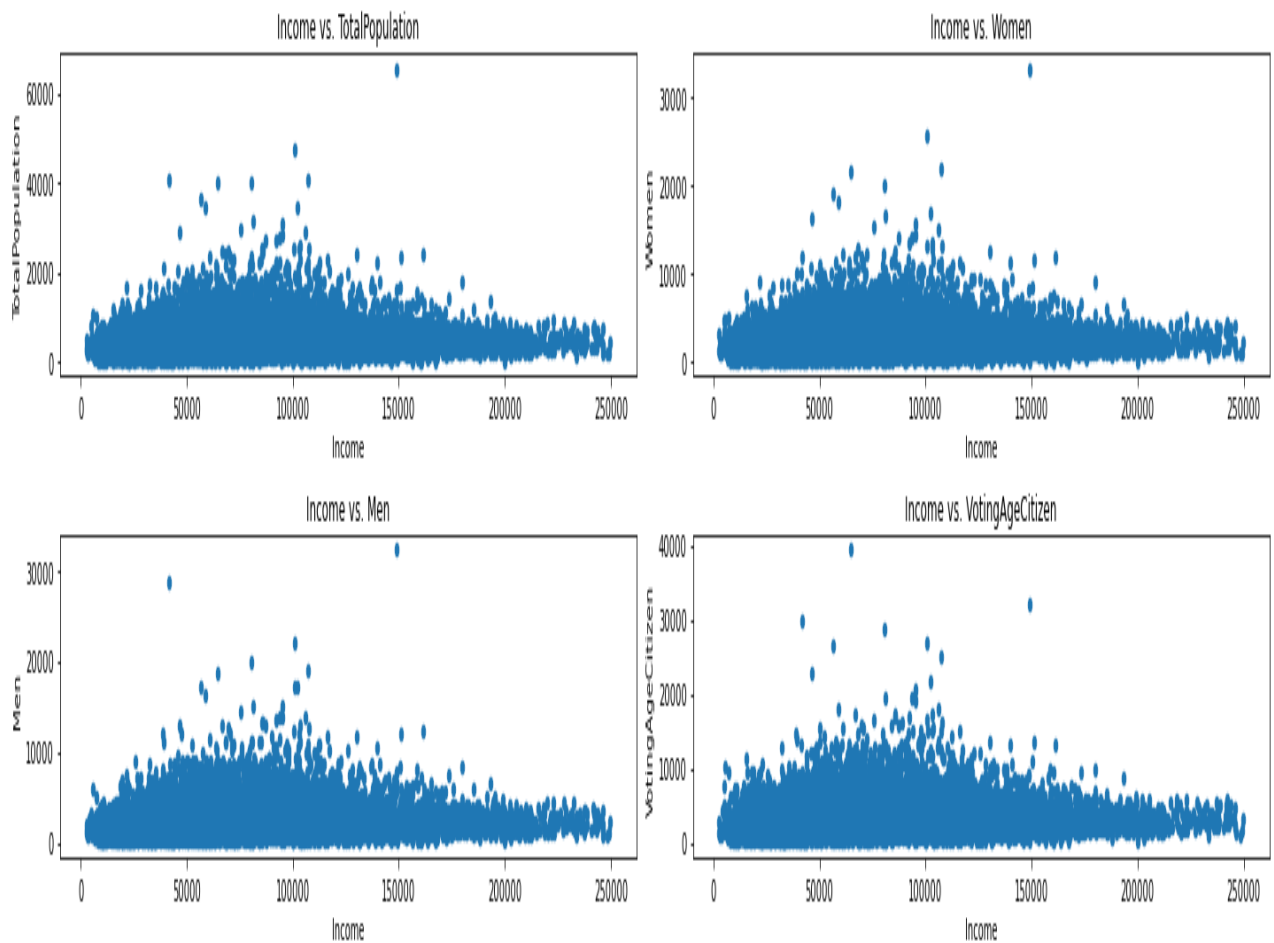 Income vs. TotalPopulation
TotalPopulation
60000
40000
20000
0
0 50000 100000 150000 200000 250000
Income
Income vs. Women
Women
30000
20000
10000
0
0 50000 100000 150000 200000 250000
Income
Income vs. Men
Men
30000
20000
10000
0
0 50000 100000 150000 200000 250000
Income
Income vs. VotingAgeCitizen
VotingAgeCitizen
40000
30000
20000
10000
0
0 50000 100000 150000 200000 250000
Income